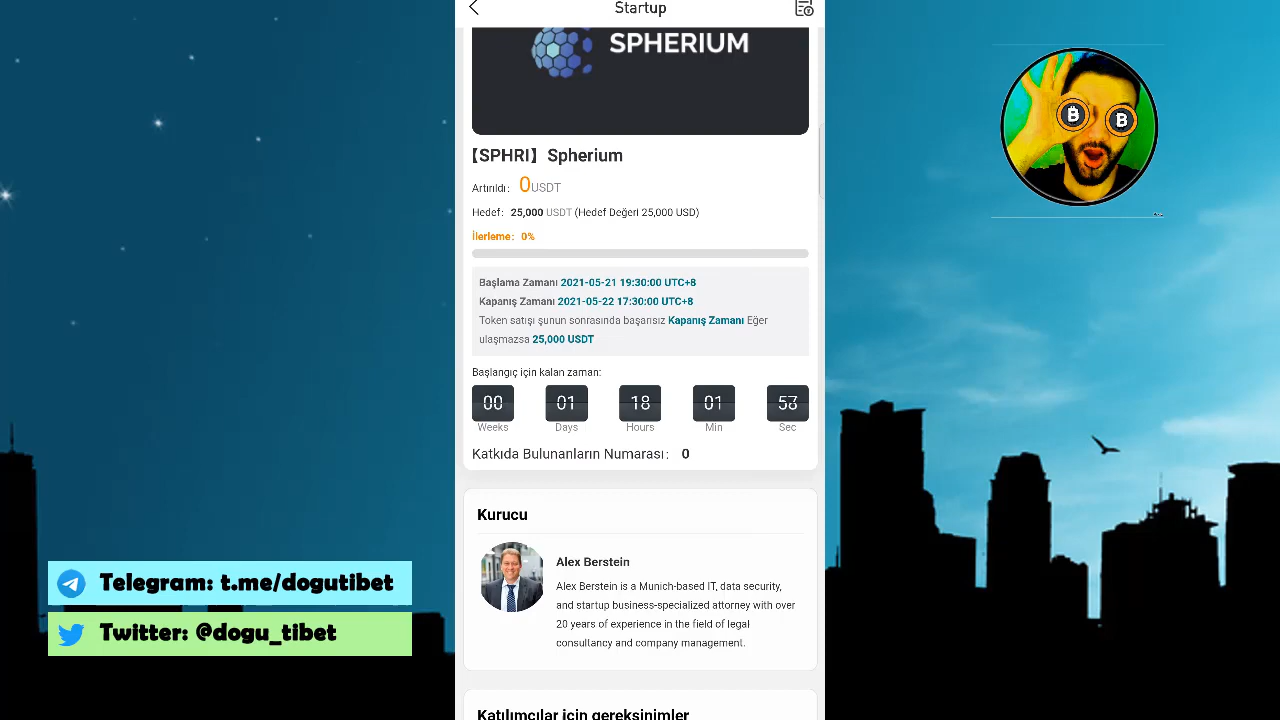 Startup
SPHERIUM
【SPHRI】 Spherium
Artırıldı: 0USDT
Hedef: 25,000 USDT (Hedef Değeri 25,000 USD)
İlerleme: 0%
Başlama Zamanı 2021-05-21 19:30:00 UTC+8
Kapanış Zamanı 2021-05-22 17:30:00 UTC+8
Token satışı şunun sonrasında başarısız Kapanış Zamanı Eğer
ulaşmazsa 25,000 USDT
Başlangıç için kalan zaman:
00 01 18 01 58
Weeks Days Hours Min Sec
Katkıda Bulunanların Numarası: 0
Kurucu
Alex Berstein
Alex Berstein is a Munich-based IT, data security,
and startup business-specialized attorney with over
20 years of experience in the field of legal
consultancy and company management.
Katılımcılar için gereksinimler
Telegram: t.me/dogutibet
Twitter: @dogu_tibet